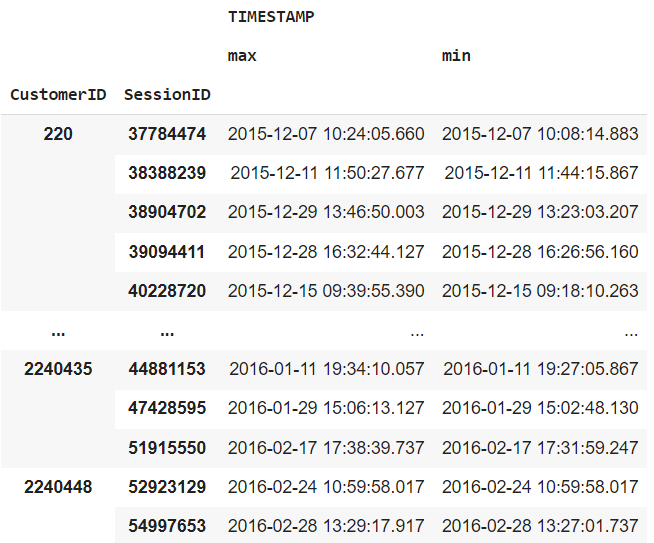 TIMESTAMP
max min
CustomerID SessionID
220 37784474 2015-12-07 10:24:05.660 2015-12-07 10:08:14.883
38388239 2015-12-11 11:50:27.677 2015-12-11 11:44:15.867
38904702 2015-12-29 13:46:50.003 2015-12-29 13:23:03.207
39094411 2015-12-28 16:32:44.127 2015-12-28 16:26:56.160
40228720 2015-12-15 09:39:55.390 2015-12-15 09:18:10.263
... ... ... ...
2240435 44881153 2016-01-11 19:34:10.057 2016-01-11 19:27:05.867
47428595 2016-01-29 15:06:13.127 2016-01-29 15:02:48.130
51915550 2016-02-17 17:38:39.737 2016-02-17 17:31:59.247
2240448 52923129 2016-02-24 10:59:58.017 2016-02-24 10:59:58.017
54997653 2016-02-28 13:29:17.917 2016-02-28 13:27:01.737